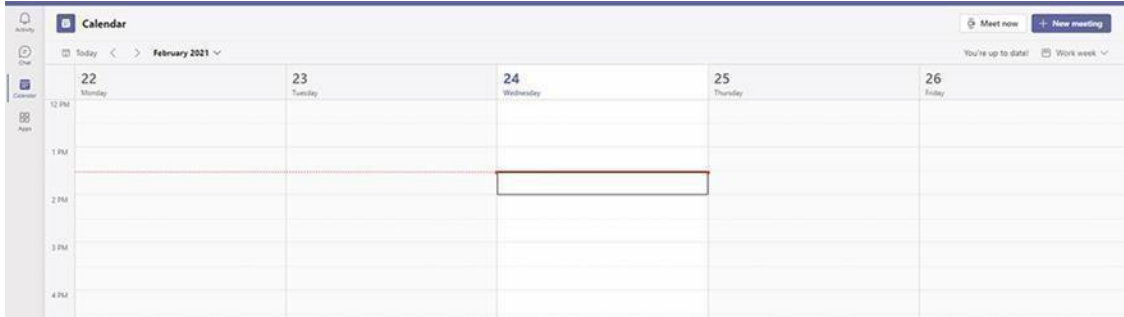 Activity
Chat
Calendar
Apps
Calendar
Meet now
+ New meeting
Today
February 2021
You're up to date!
Work week
22
Monday
23
Tuesday
24
Wednesday
25
Thursday
26
Friday
12 PM
1 PM
2 PM
3 PM
4 PM